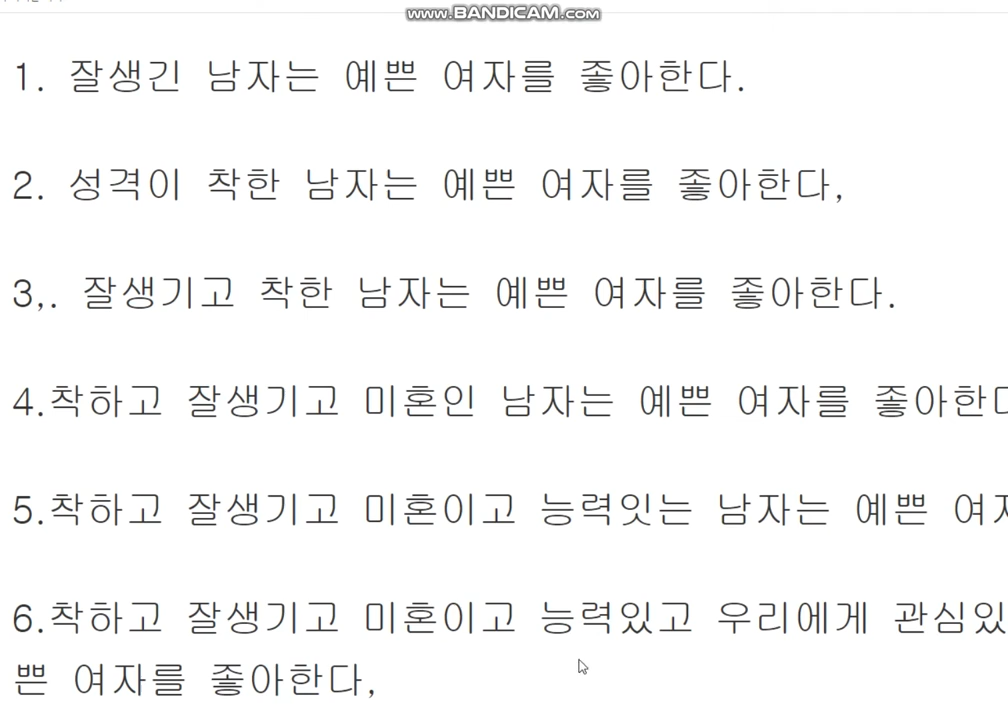 www.BANDICAM.com
1. 잘생긴 남자는 예쁜 여자를 좋아한다.
2. 성격이 착한 남자는 예쁜 여자를 좋아한다,
3,. 잘생기고 착한 남자는 예쁜 여자를 좋아한다.
4.착하고 잘생기고 미혼인 남자는 예쁜 여자를 좋아한
5.착하고 잘생기고 미혼이고 능력잇는 남자는 예쁜 여
6.착하고 잘생기고 미혼이고 능력있고 우리에게 관심있
쁜 여자를 좋아한다,